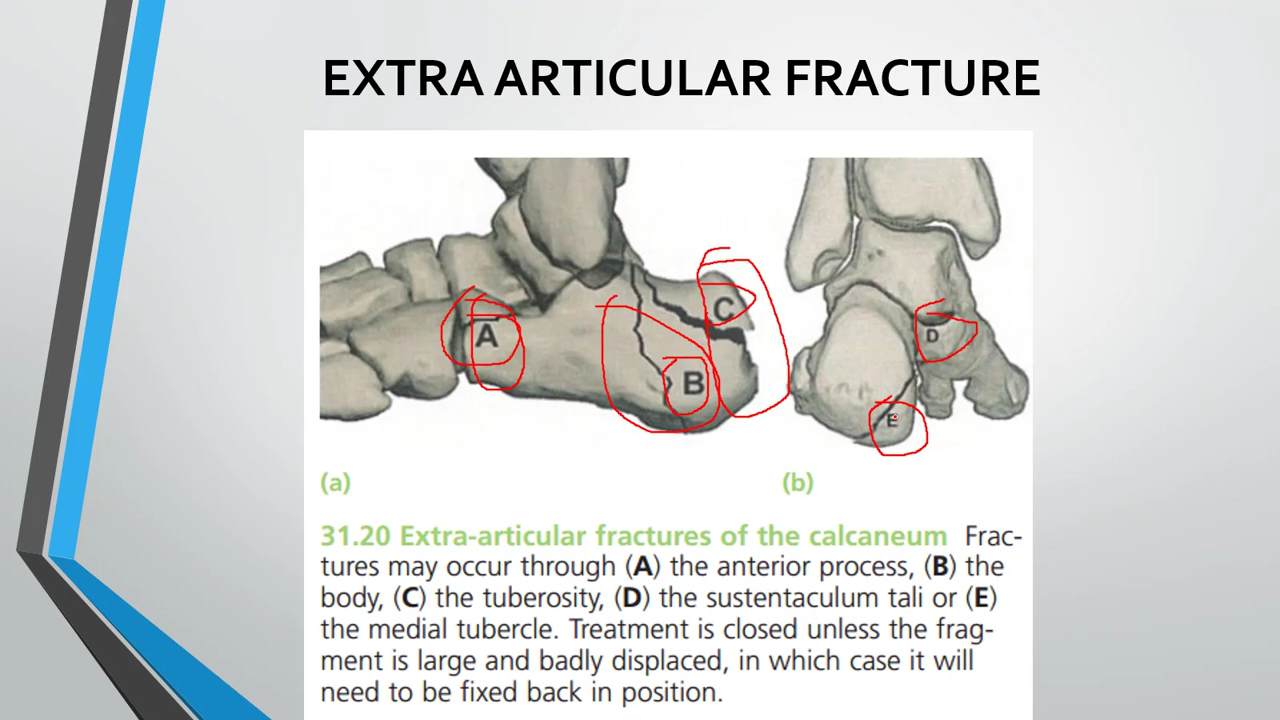 EXTRA ARTICULAR FRACTURE
A
B
C
D
E
(a)
(b)
31.20 Extra-articular fractures of the calcaneum Frac-
tures may occur through (A) the anterior process, (B) the
body, (C) the tuberosity, (D) the sustentaculum tali or (E)
the medial tubercle. Treatment is closed unless the frag-
ment is large and badly displaced, in which case it will
need to be fixed back in position.